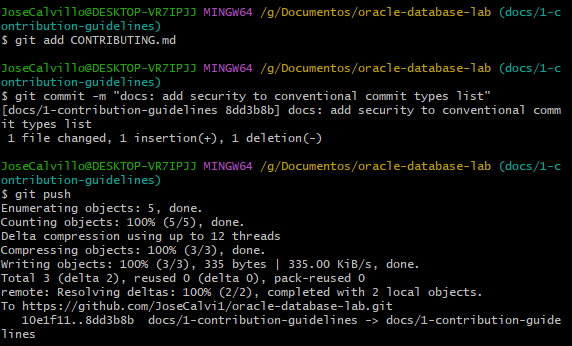 JoseCalvillo@DESKTOP-VR7IPJJ MINGW64 /g/Documentos/oracle-database-lab (docs/1-c
ontribution-guidelines)
$ git add CONTRIBUTING.md
JoseCalvillo@DESKTOP-VR7IPJJ MINGW64 /g/Documentos/oracle-database-lab (docs/1-c
ontribution-guidelines)
$ git commit -m "docs: add security to conventional commit types list"
[docs/1-contribution-guidelines 8dd3b8b] docs: add security to conventional comm
it types list
 1 file changed, 1 insertion(+), 1 deletion(-)
JoseCalvillo@DESKTOP-VR7IPJJ MINGW64 /g/Documentos/oracle-database-lab (docs/1-c
ontribution-guidelines)
$ git push
Enumerating objects: 5, done.
Counting objects: 100% (5/5), done.
Delta compression using up to 12 threads
Compressing objects: 100% (3/3), done.
Writing objects: 100% (3/3), 335 bytes | 335.00 KiB/s, done.
Total 3 (delta 2), reused 0 (delta 0), pack-reused 0
remote: Resolving deltas: 100% (2/2), completed with 2 local objects.
To https://github.com/JoseCalvi1/oracle-database-lab.git
   10e1f11..8dd3b8b  docs/1-contribution-guidelines -> docs/1-contribution-guide
lines